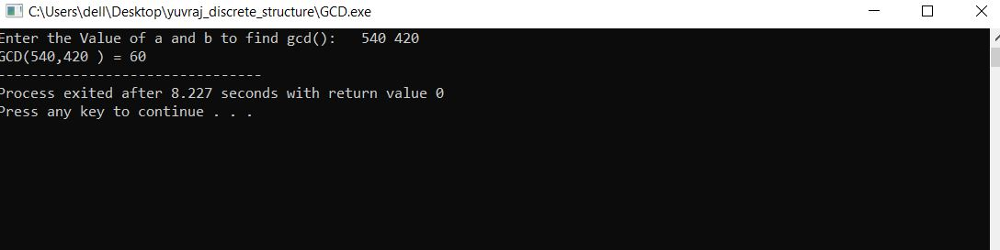 C:\Users\dell\Desktop\yuvraj_discrete_structure\GCD.exe
Enter the Value of a and b to find gcd():   540 420
GCD(540,420 ) = 60
--------------------------------
Process exited after 8.227 seconds with return value 0
Press any key to continue . . .